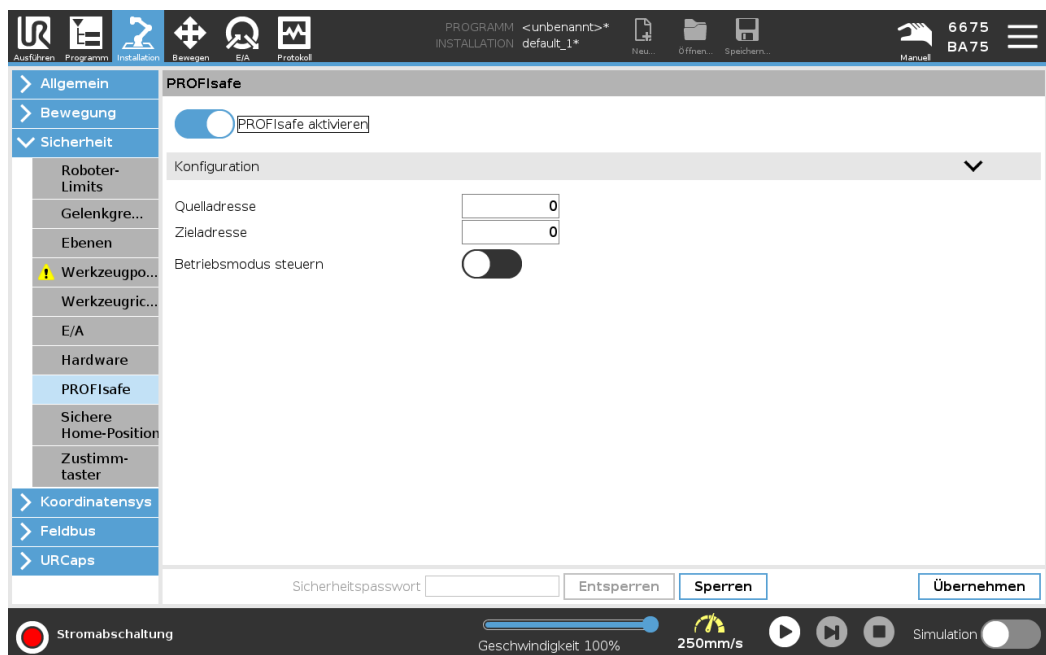 UR
PROGRAMM <unbenannt>*
INSTALLATION default_1*
Ausführen Programm Installation Bewegen E/A Protokoll
Neu... Öffnen... Speichern...
Manuell
6675
BA75
Allgemein
Bewegung
Sicherheit
Roboter-
Limits
Gelenkgre...
Ebenen
Werkzeugpo...
Werkzeugric...
E/A
Hardware
PROFIsafe
Sichere
Home-Position
Zustimm-
taster
Koordinatensys
Feldbus
URCaps
PROFIsafe
PROFIsafe aktivieren
Konfiguration
Quelladresse 0
Zieladresse 0
Betriebsmodus steuern
Sicherheitspasswort Entsperren Sperren Übernehmen
Stromabschaltung
Geschwindigkeit 100%
250mm/s
Simulation